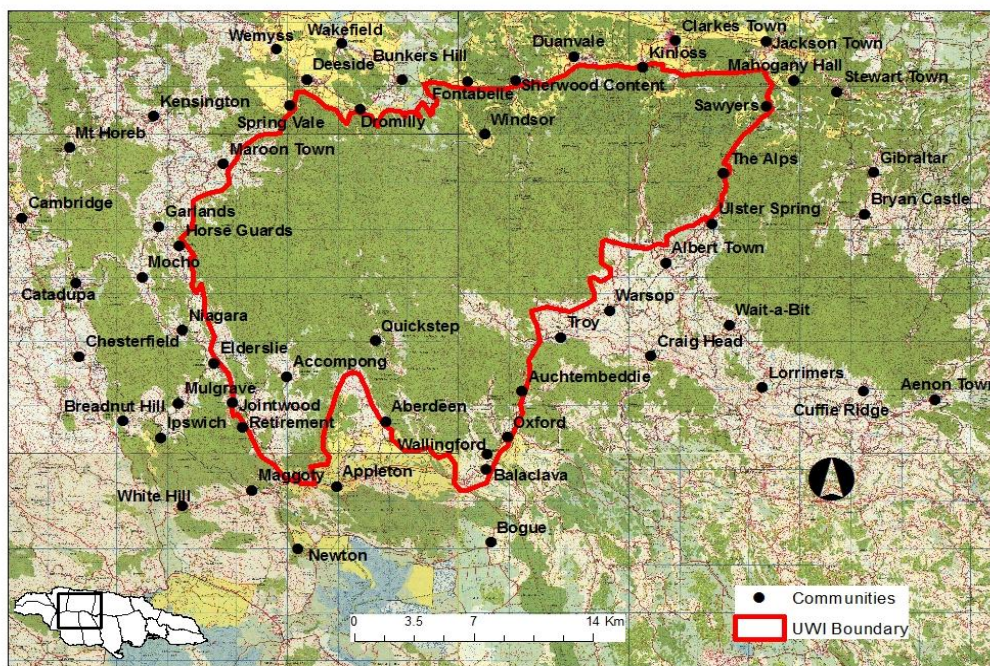 Clarkes Town
Wemyss
Wakefield
Bunkers Hill
Duanvale
Kinloss
Jackson Town
Mahogany Hall
Deeside
Stewart Town
Fontabelle
Sherwood Content
Kensington
Spring Vale
Dromilly
Windsor
Sawyers
Mt Horeb
Maroon Town
The Alps
Gibraltar
Cambridge
Garlands
Bryan Castle
Horse Guards
Ulster Spring
Mocho
Albert Town
Catadupa
Niagara
Quickstep
Warsop
Wait-a-Bit
Chesterfield
Troy
Elderslie
Accompong
Craig Head
Mulgrave
Auchtembeddie
Lorrimers
Aenon Town
Breadnut Hill
Jointwood
Aberdeen
Cuffie Ridge
Ipswich
Retirement
Wallingford
Oxford
Maggoty
Appleton
Balaclava
White Hill
Bogue
Newton
Communities
UWI Boundary
0 3.5 7 14 Km